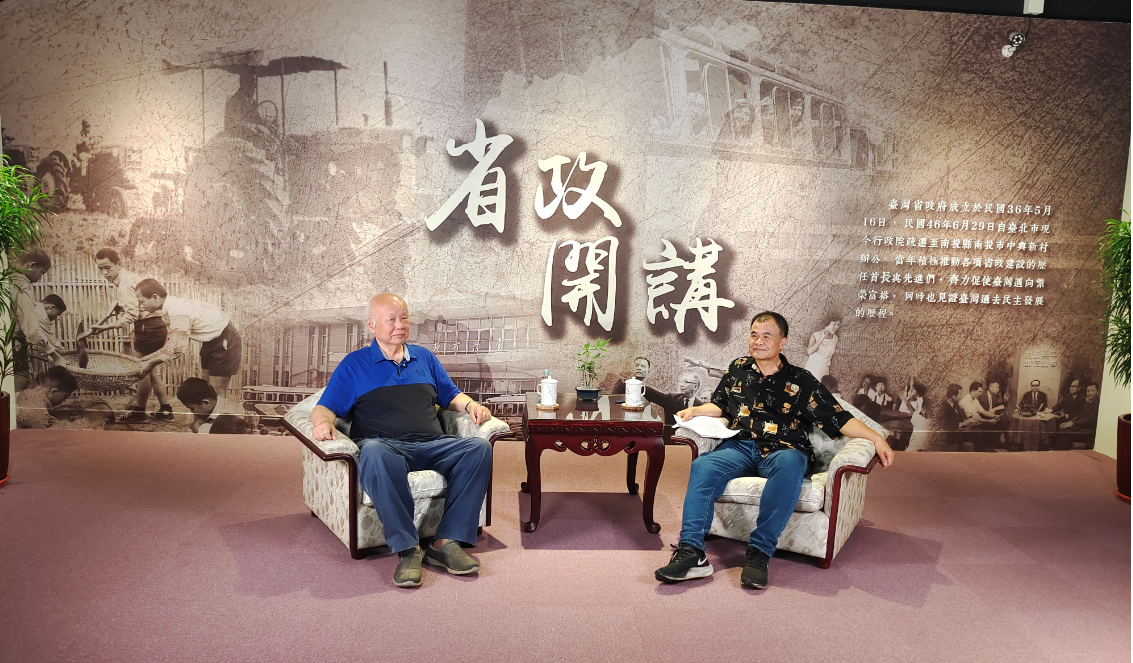 省政
開講
臺灣省政府成立於民國36年5月
16日,民國46年6月29日自臺北市現
今行政院疏遷至南投縣南投市中興新村
辦公,當年積極推動各項省政建設的歷
任首長與先進們,齊力促使臺灣邁向繁
榮富裕,同時也見證臺灣過去民主發展
的歷程。